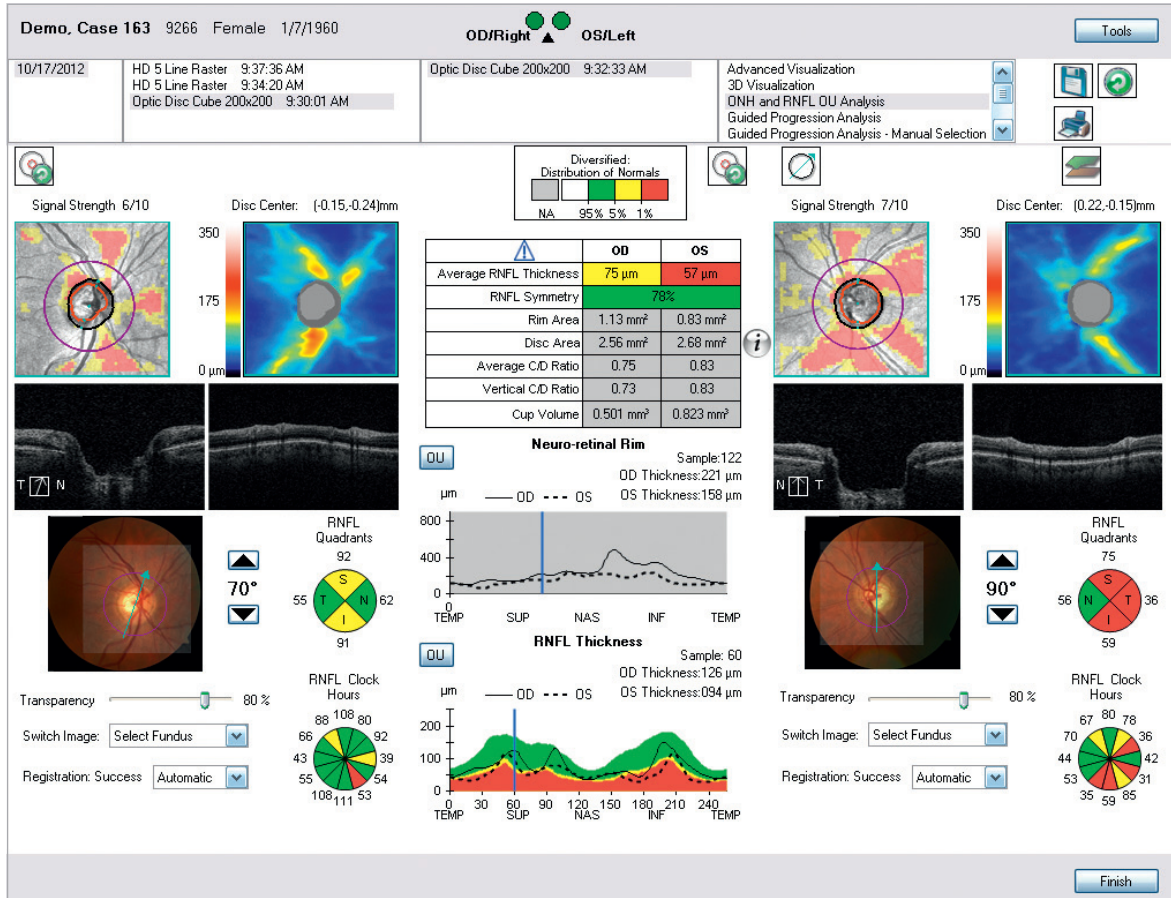 Demo, Case 163 9266 Female 1/7/1960
OD/Right OS/Left
Tools
10/17/2012
HD 5 Line Raster 9:37:36 AM
HD 5 Line Raster 9:34:20 AM
Optic Disc Cube 200x200 9:30:01 AM
Optic Disc Cube 200x200 9:32:33 AM
Advanced Visualization
3D Visualization
ONH and RNFL OU Analysis
Guided Progression Analysis
Guided Progression Analysis - Manual Selection
Diversified:
Distribution of Normals
NA 95% 5% 1%
Signal Strength 6/10
Disc Center: (-0.15,-0.24)mm
350
175
0 µm
OD OS
Average RNFL Thickness 75 µm 57 µm
RNFL Symmetry 78%
Rim Area 1.13 mm² 0.83 mm²
Disc Area 2.56 mm² 2.68 mm²
Average C/D Ratio 0.75 0.83
Vertical C/D Ratio 0.73 0.83
Cup Volume 0.501 mm³ 0.823 mm³
i
Signal Strength 7/10
Disc Center: (0.22,-0.15)mm
350
175
0 µm
T N
N T
Neuro-retinal Rim
OU
Sample:122
OD Thickness:221 µm
OS Thickness:158 µm
µm OD OS
800
400
0
0
TEMP SUP NAS INF TEMP
RNFL Thickness
OU
Sample: 60
OD Thickness:126 µm
OS Thickness:094 µm
µm OD OS
200
100
0
0 30 60 90 120 150 180 210 240
TEMP SUP NAS INF TEMP
70°
RNFL
Quadrants
92
S
55 T N 62
I
91
Transparency 80 %
Switch Image: Select Fundus
Registration: Success Automatic
RNFL Clock
Hours
88 108 80
66 92
43 39
55 54
108 111 53
90°
RNFL
Quadrants
75
S
56 N T 36
I
59
Transparency 80 %
Switch Image: Select Fundus
Registration: Success Automatic
RNFL Clock
Hours
67 80 78
70 36
44 42
53 31
35 59 85
Finish